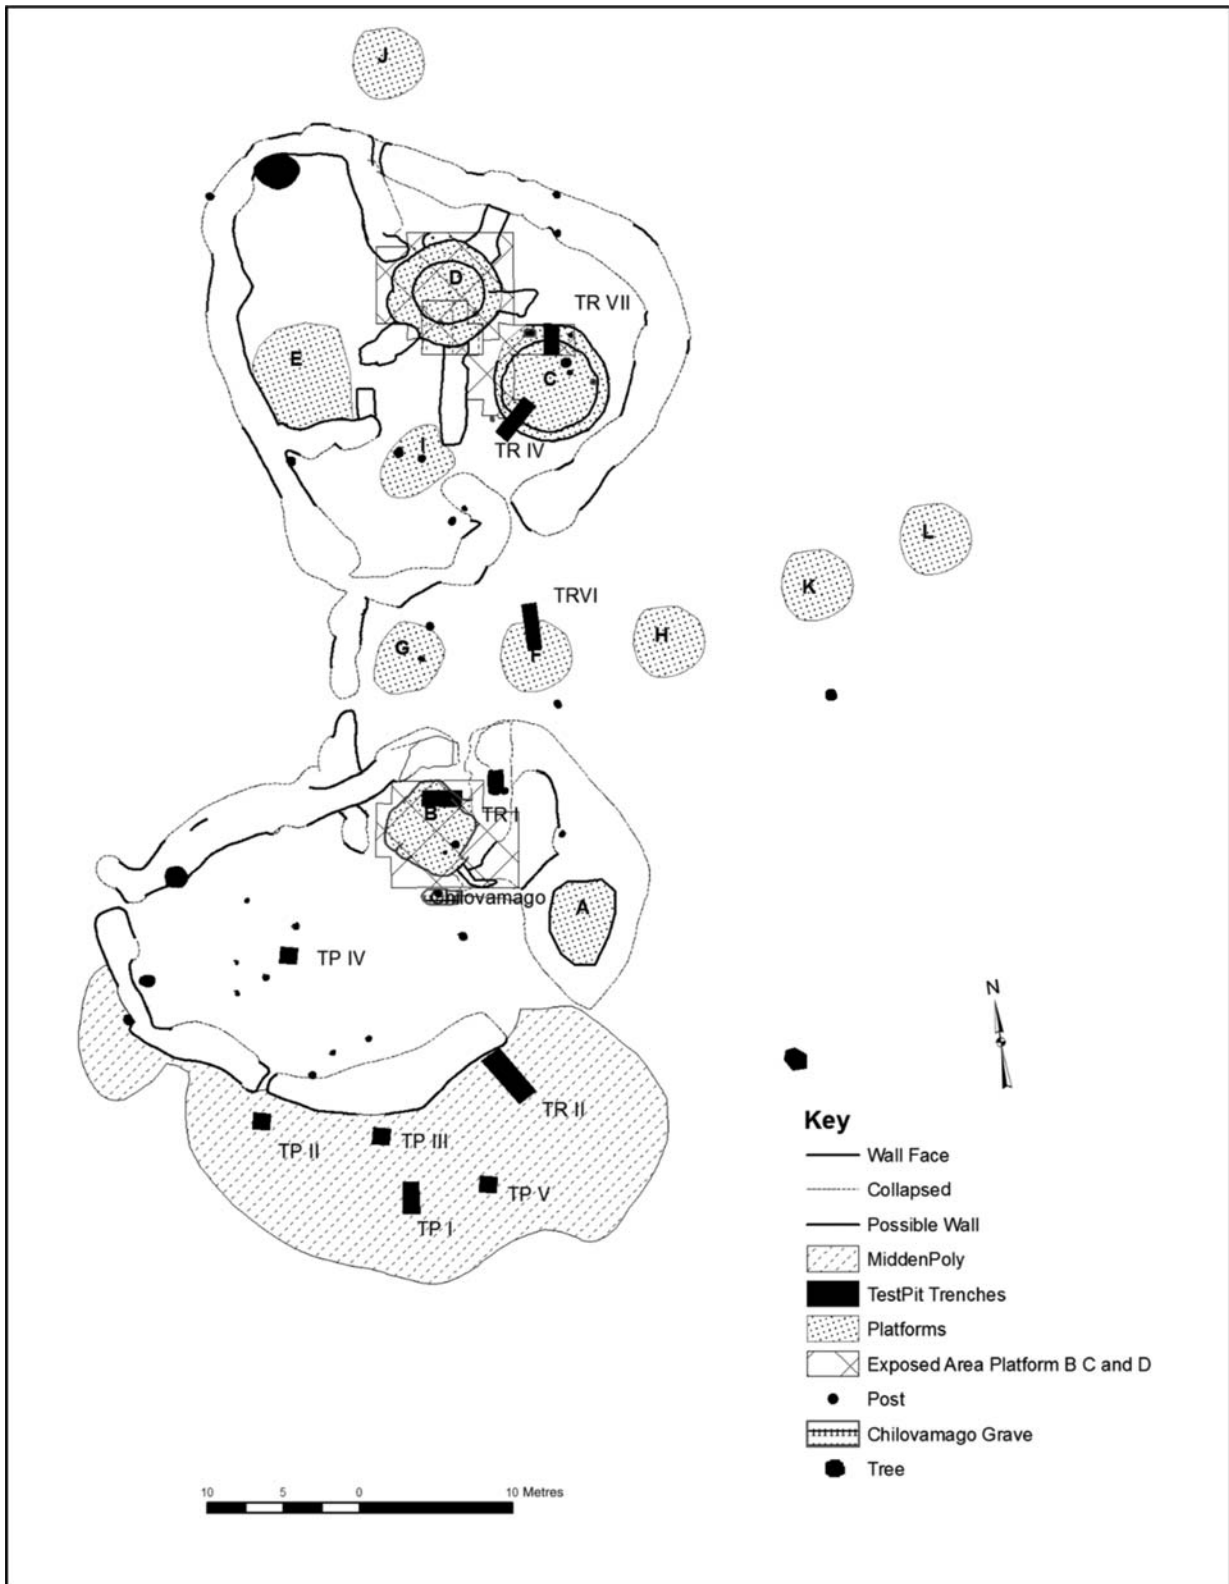 J
D
TR VII
E
C
I
TR IV
L
K
TRVI
H
G
F
B
TR I
Chilovamago
A
TP IV
N
TR II
TP II
TP III
TP V
TP I
Key
Wall Face
Collapsed
Possible Wall
MiddenPoly
TestPit Trenches
Platforms
Exposed Area Platform B C and D
Post
Chilovamago Grave
Tree
10 5 0 10 Metres